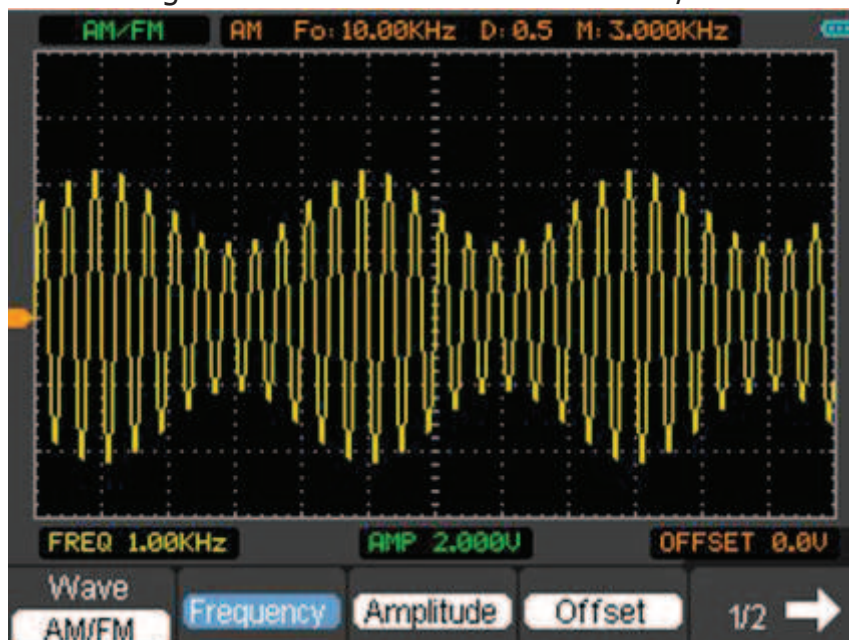 AM/FM AM Fo:10.00KHz D:0.5 M:3.000KHz
FREQ 1.00KHz AMP 2.000V OFFSET 0.0V
Wave
AM/FM Frequency Amplitude Offset 1/2